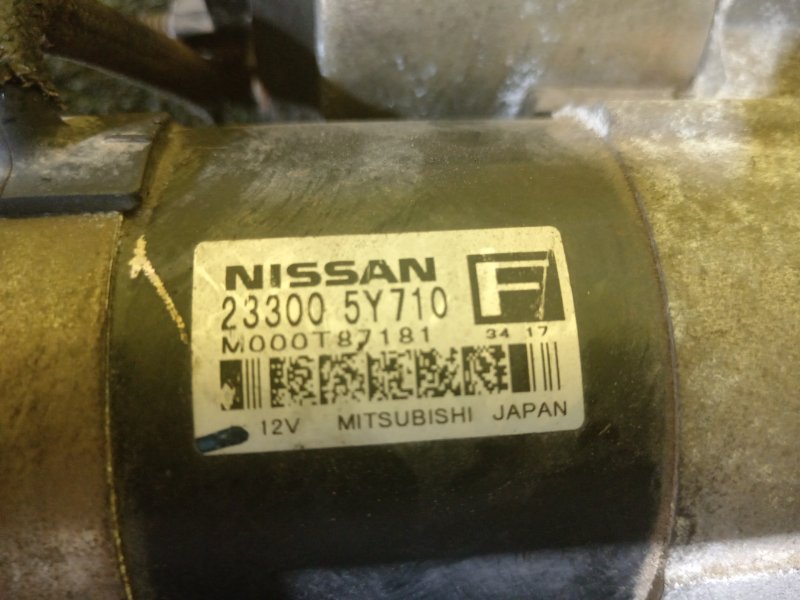 NISSAN F
23300 5Y710
M000T87181 34 17
12V MITSUBISHI JAPAN